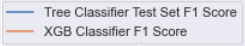 Tree Classifier Test Set F1 Score
XGB Classifier F1 Score